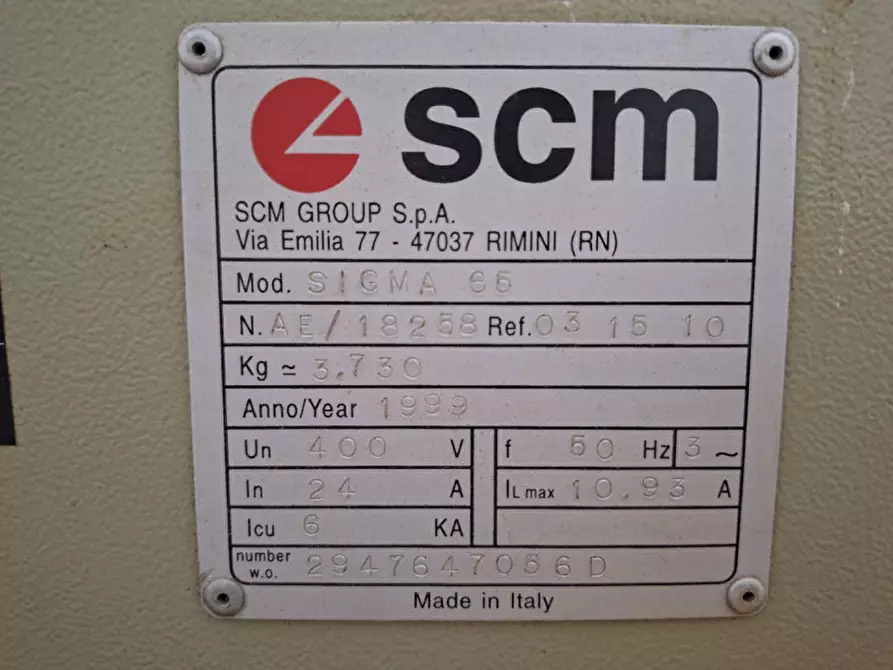 scm
SCM GROUP S.p.A.
Via Emilia 77 - 47037 RIMINI (RN)
Mod. SIGMA 65
N. AE/18258 Ref. 03 15 10
Kg ≃ 3.730
Anno/Year 1999
Un 400 V f 50 Hz 3 ~
In 24 A IL max 10.93 A
Icu 6 KA
number w.o. 2947647056D
Made in Italy